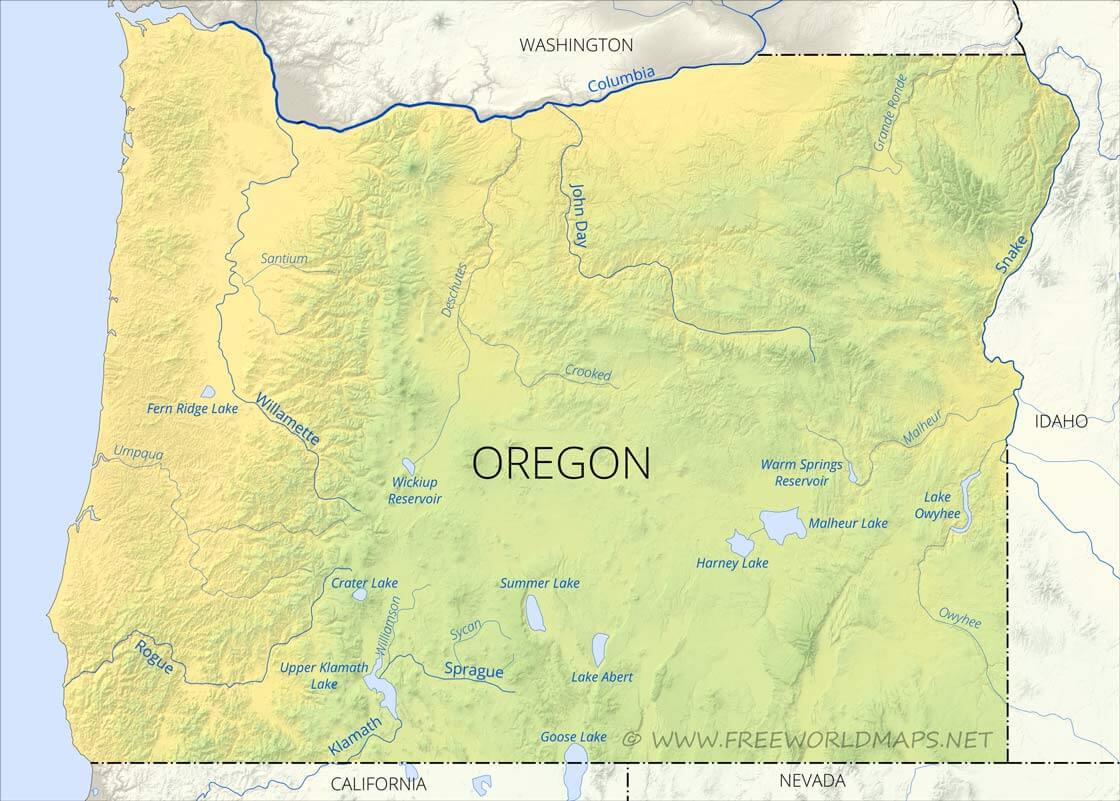 WASHINGTON
Columbia
Grande Ronde
John Day
Snake
Santium
Deschutes
Crooked
Fern Ridge Lake
Willamette
IDAHO
Malheur
Umpqua
OREGON
Warm Springs
Reservoir
Wickiup
Reservoir
Lake
Owyhee
Malheur Lake
Harney Lake
Crater Lake
Summer Lake
Williamson
Sycan
Owyhee
Rogue
Upper Klamath
Lake
Sprague
Lake Abert
Klamath
Goose Lake
© WWW.FREEWORLDMAPS.NET
CALIFORNIA
NEVADA